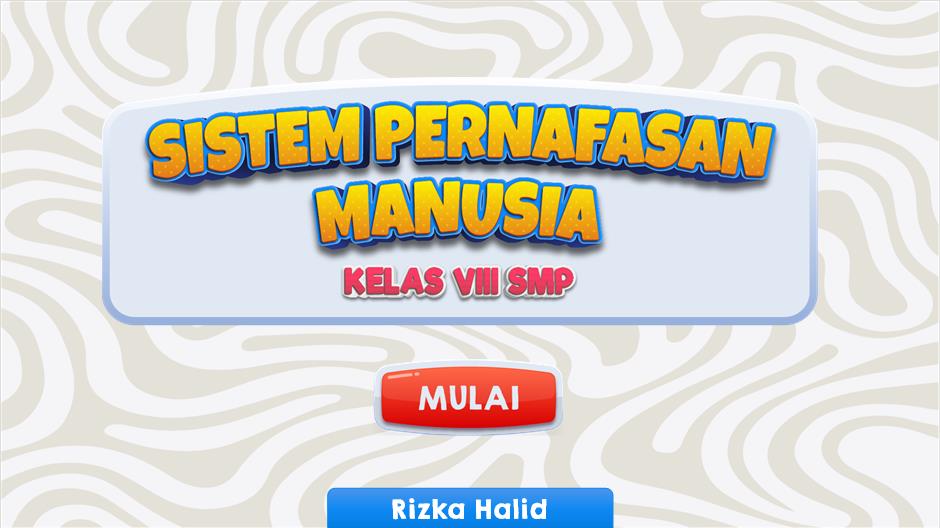 SISTEM PERNAFASAN
MANUSIA
KELAS VIII SMP
MULAI
Rizka Halid